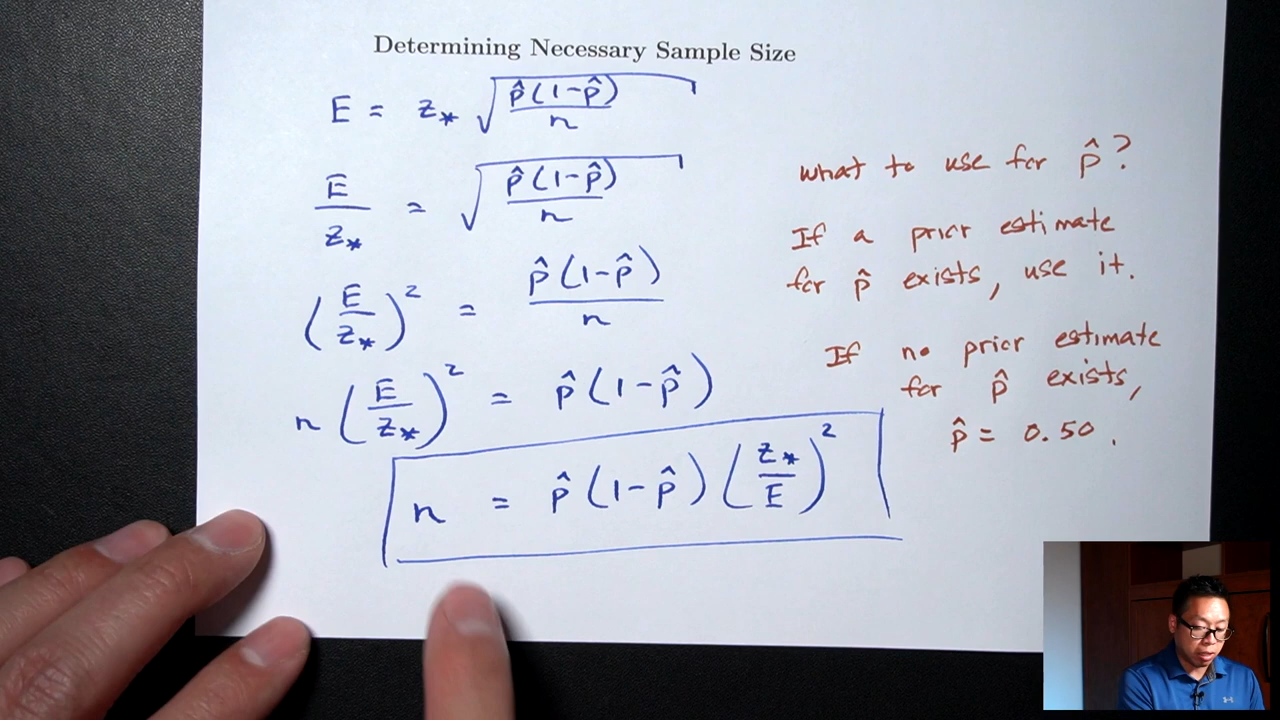 Determining Necessary Sample Size
E = z* √(p̂(1-p̂)/n)
E/z* = √(p̂(1-p̂)/n)
(E/z*)² = p̂(1-p̂)/n
n(E/z*)² = p̂(1-p̂)
n = p̂(1-p̂)(z*/E)²
what to use for p̂?
If a prior estimate
for p̂ exists, use it.
If no prior estimate
for p̂ exists,
p̂ = 0.50.